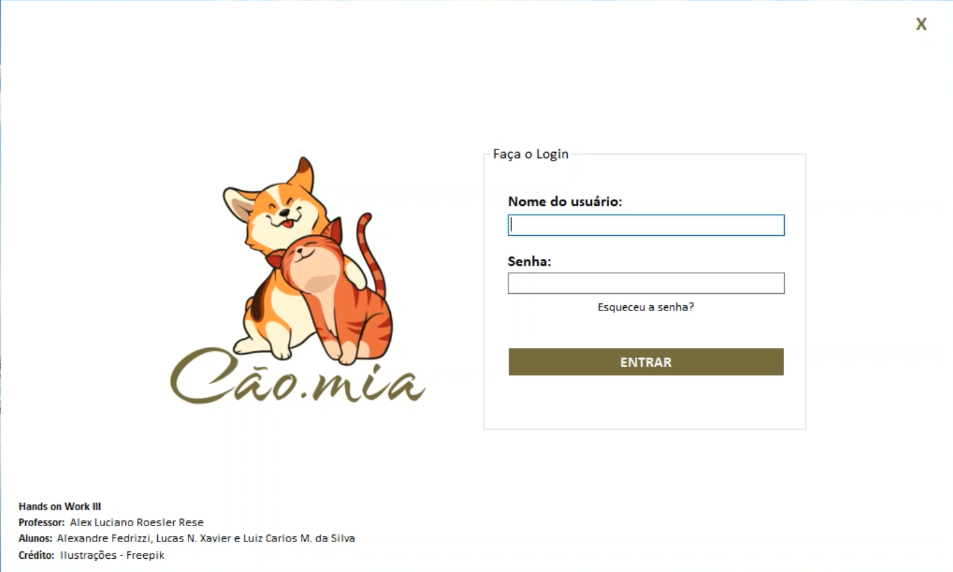 X
Faça o Login
Nome do usuário:
Senha:
Esqueceu a senha?
ENTRAR
Cão.mia
Hands on Work III
Professor: Alex Luciano Roesler Rese
Alunos: Alexandre Fedrizzi, Lucas N. Xavier e Luiz Carlos M. da Silva
Crédito: Ilustrações - Freepik